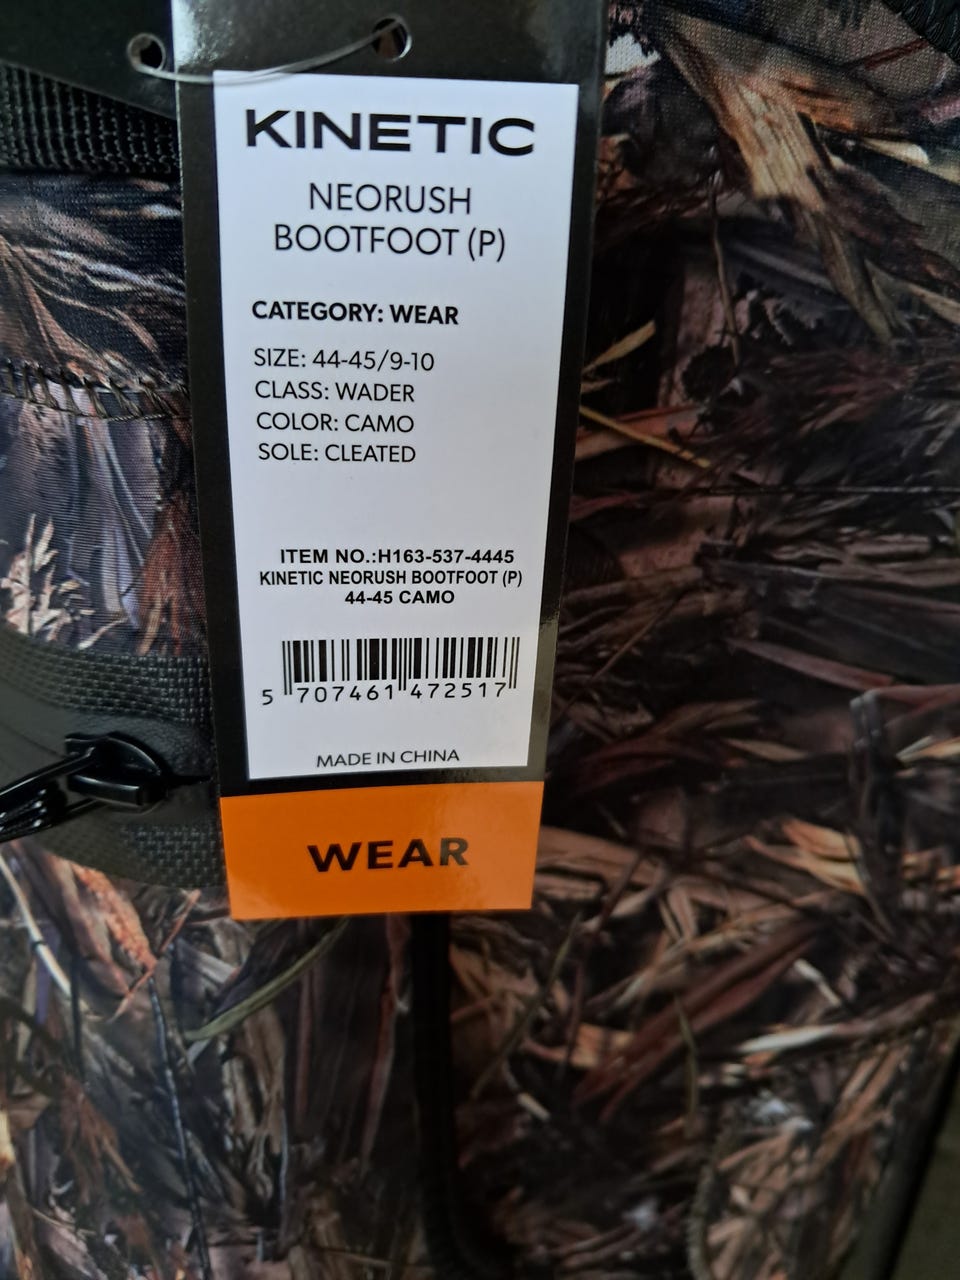 KINETIC
NEORUSH
BOOTFOOT (P)
CATEGORY: WEAR
SIZE: 44-45/9-10
CLASS: WADER
COLOR: CAMO
SOLE: CLEATED
ITEM NO.:H163-537-4445
KINETIC NEORUSH BOOTFOOT (P)
44-45 CAMO
5 707461 472517
MADE IN CHINA
WEAR